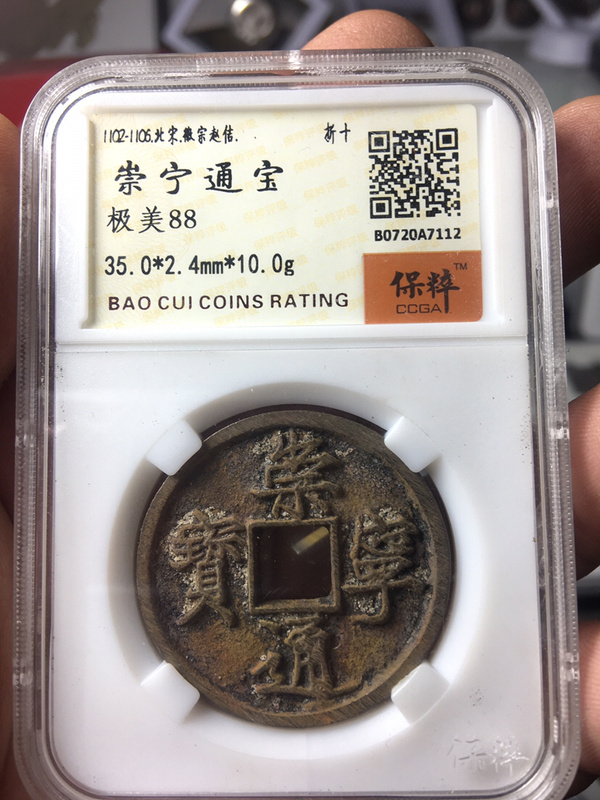 1102-1106.北宋.徽宗赵佶. 折十
崇宁通宝
极美88
B0720A7112
35.0*2.4mm*10.0g
保粹™
CCGA
BAO CUI COINS RATING
崇
寶 寧
通
保粹